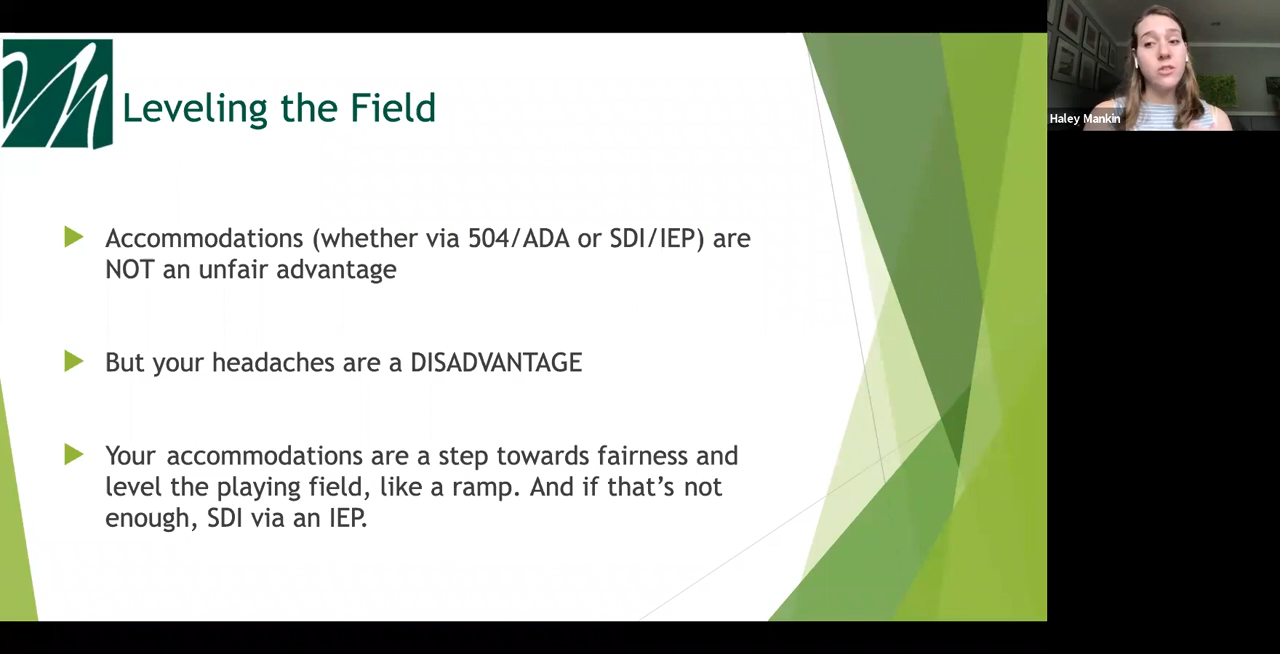 Leveling the Field
Haley Mankin
Accommodations (whether via 504/ADA or SDI/IEP) are
NOT an unfair advantage
But your headaches are a DISADVANTAGE
Your accommodations are a step towards fairness and
level the playing field, like a ramp. And if that's not
enough, SDI via an IEP.